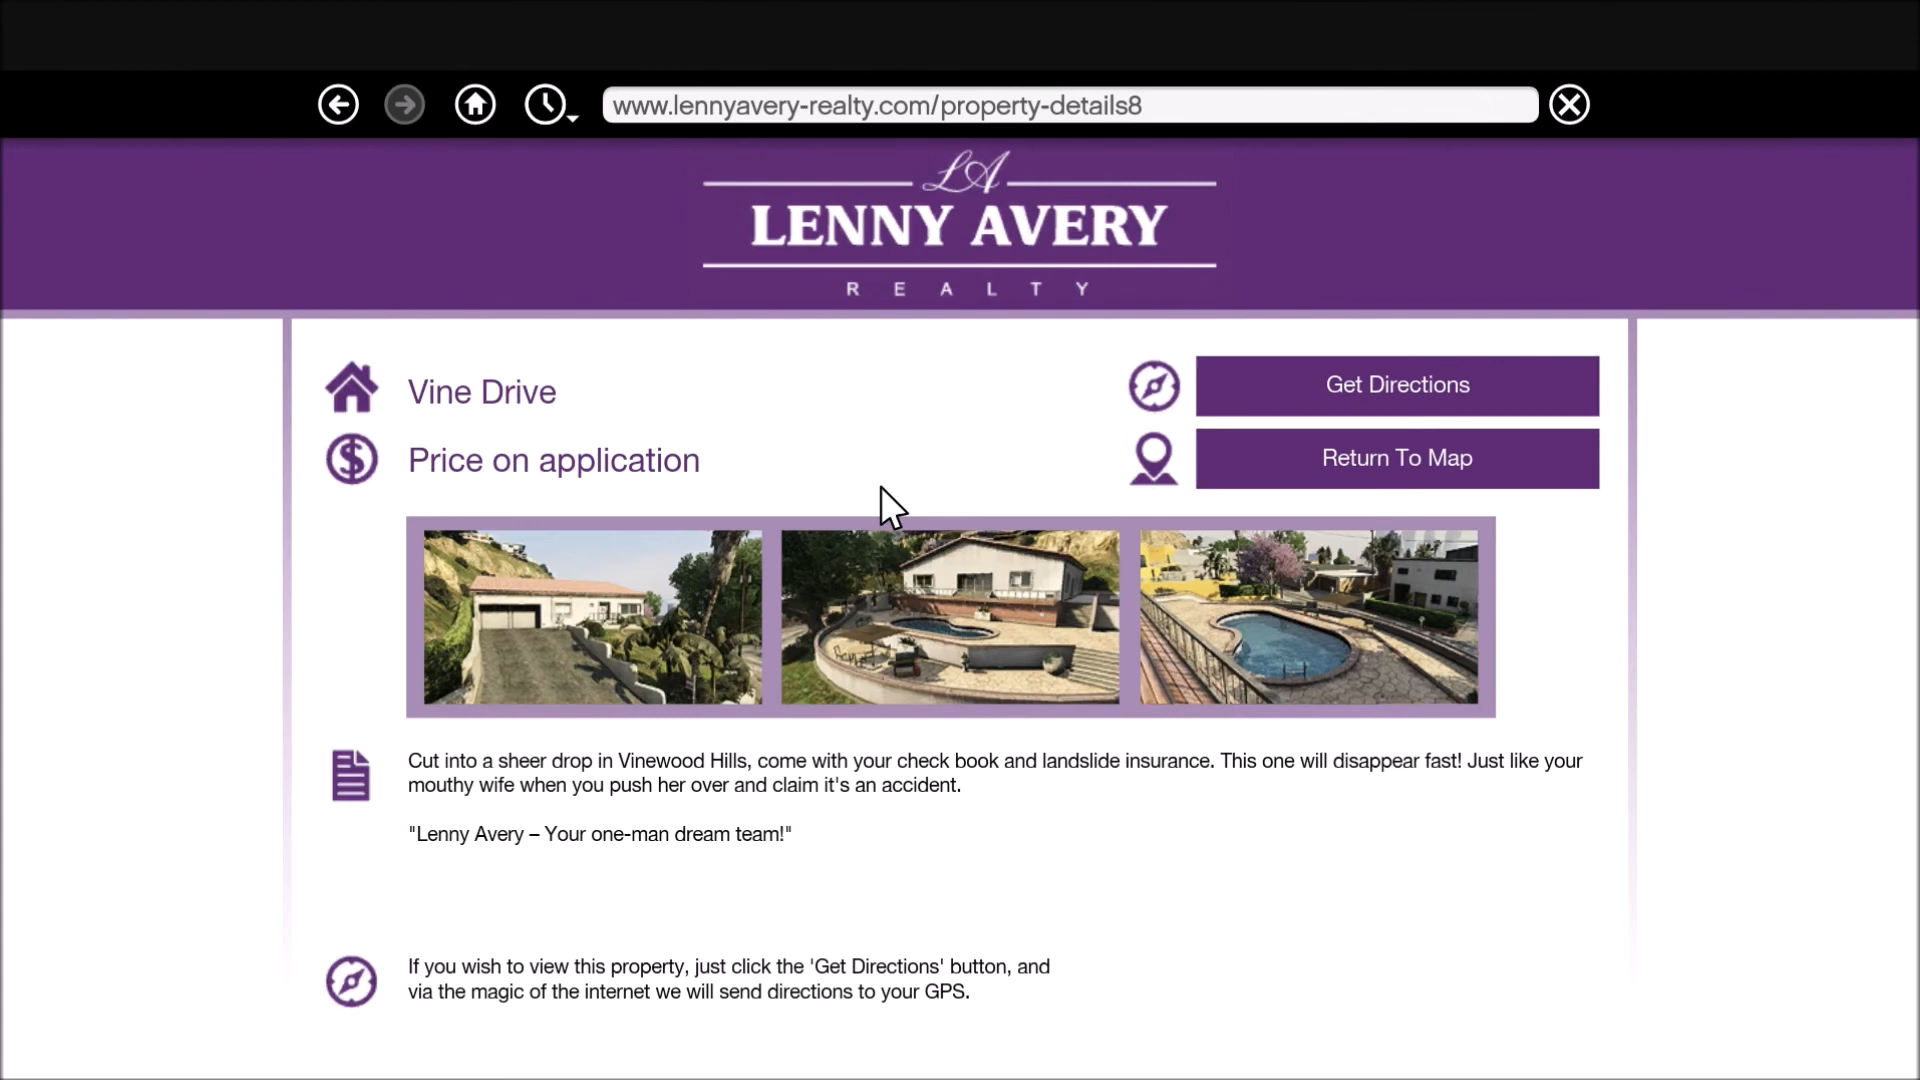 www.lennyavery-realty.com/property-details8
LA
LENNY AVERY
REALTY
Vine Drive
Get Directions
Price on application
Return To Map
Cut into a sheer drop in Vinewood Hills, come with your check book and landslide insurance. This one will disappear fast! Just like your
mouthy wife when you push her over and claim it's an accident.
"Lenny Avery – Your one-man dream team!"
If you wish to view this property, just click the 'Get Directions' button, and
via the magic of the internet we will send directions to your GPS.